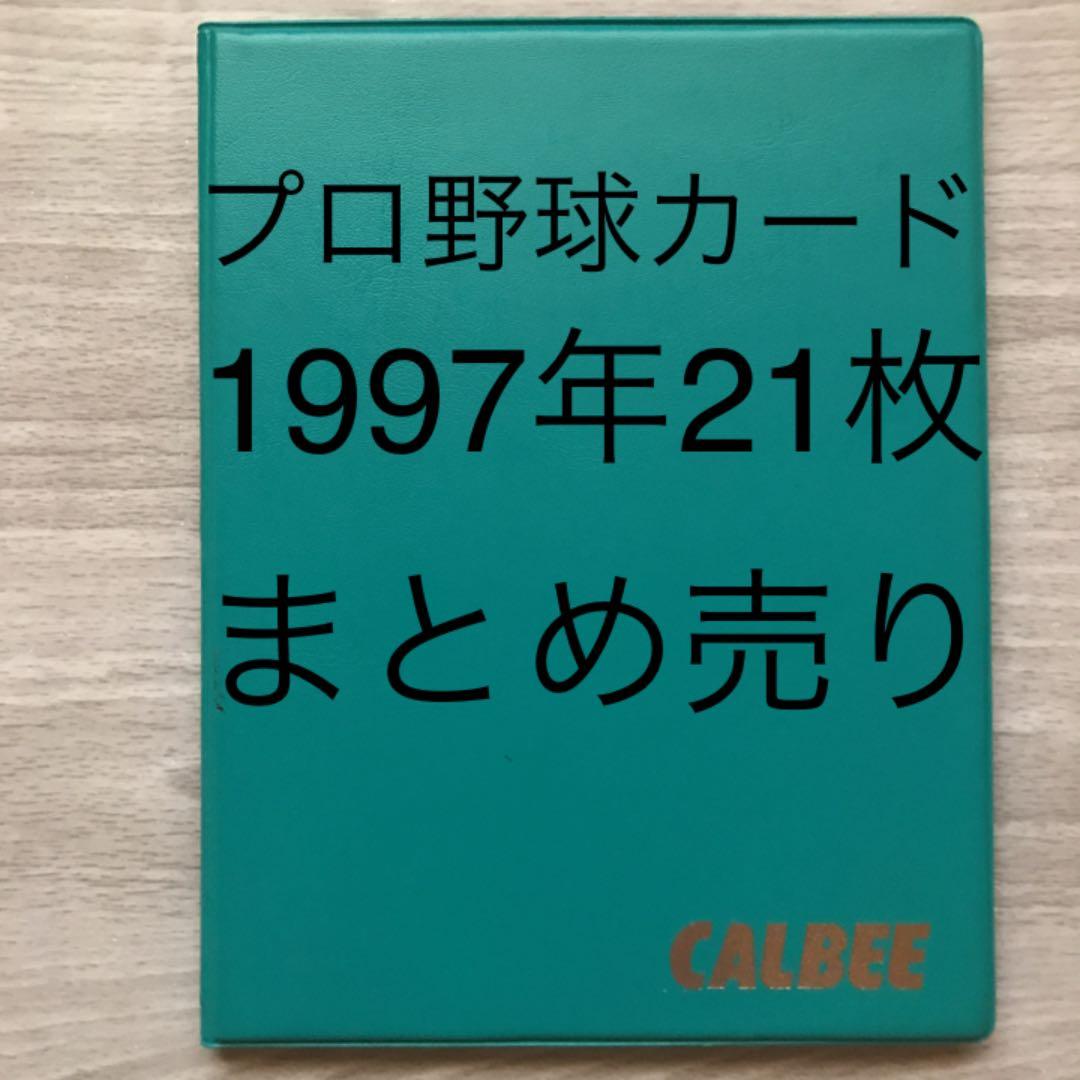 プロ野球カード
1997年21枚
まとめ売り
CALBEE